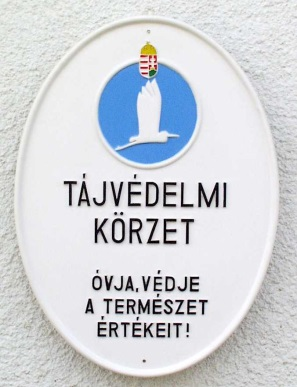 TÁJVÉDELMI
KÖRZET
ÓVJA,VÉDJE
A TERMÉSZET
ÉRTÉKEIT!